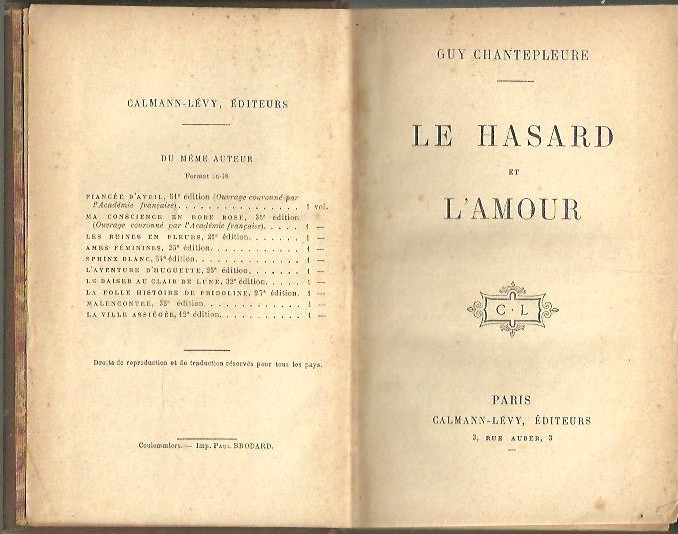 CALMANN-LÉVY, ÉDITEURS
DU MÊME AUTEUR
Format in-18
FIANCÉE D'AVRIL, 51e édition (Ouvrage couronné par
l'Académie française). . . . . . . . . . . . . . . . . . 1 vol.
MA CONSCIENCE EN ROBE ROSE, 35e édition
(Ouvrage couronné par l'Académie française). . . . . 1 —
LES RUINES EN FLEURS, 21e édition. . . . . . . . 1 —
AMES FÉMININES, 25e édition. . . . . . . . . . . . 1 —
SPHINX BLANC, 34e édition. . . . . . . . . . . . . . 1 —
L'AVENTURE D'HUGUETTE, 25e édition. . . . . . . 1 —
LE BAISER AU CLAIR DE LUNE, 32e édition. . . . . 1 —
LA FOLLE HISTOIRE DE FRIDOLINE, 27e édition. 1 —
MALENCONTRE, 33e édition. . . . . . . . . . . . . 1 —
LA VILLE ASSIÉGÉE, 12e édition. . . . . . . . . . . 1 —
Droits de reproduction et de traduction réservés pour tous les pays.
Coulommiers. — Imp. PAUL BRODARD.
GUY CHANTEPLEURE
LE HASARD
ET
L'AMOUR
C · L
PARIS
CALMANN-LÉVY, ÉDITEURS
3, RUE AUBER, 3